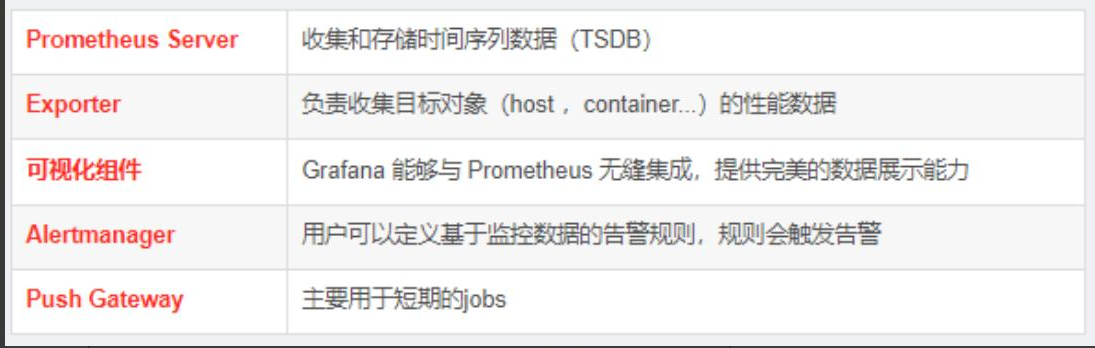 Prometheus Server 收集和存储时间序列数据（TSDB）
Exporter 负责收集目标对象（host ，container...）的性能数据
可视化组件 Grafana 能够与 Prometheus 无缝集成，提供完美的数据展示能力
Alertmanager 用户可以定义基于监控数据的告警规则，规则会触发告警
Push Gateway 主要用于短期的jobs